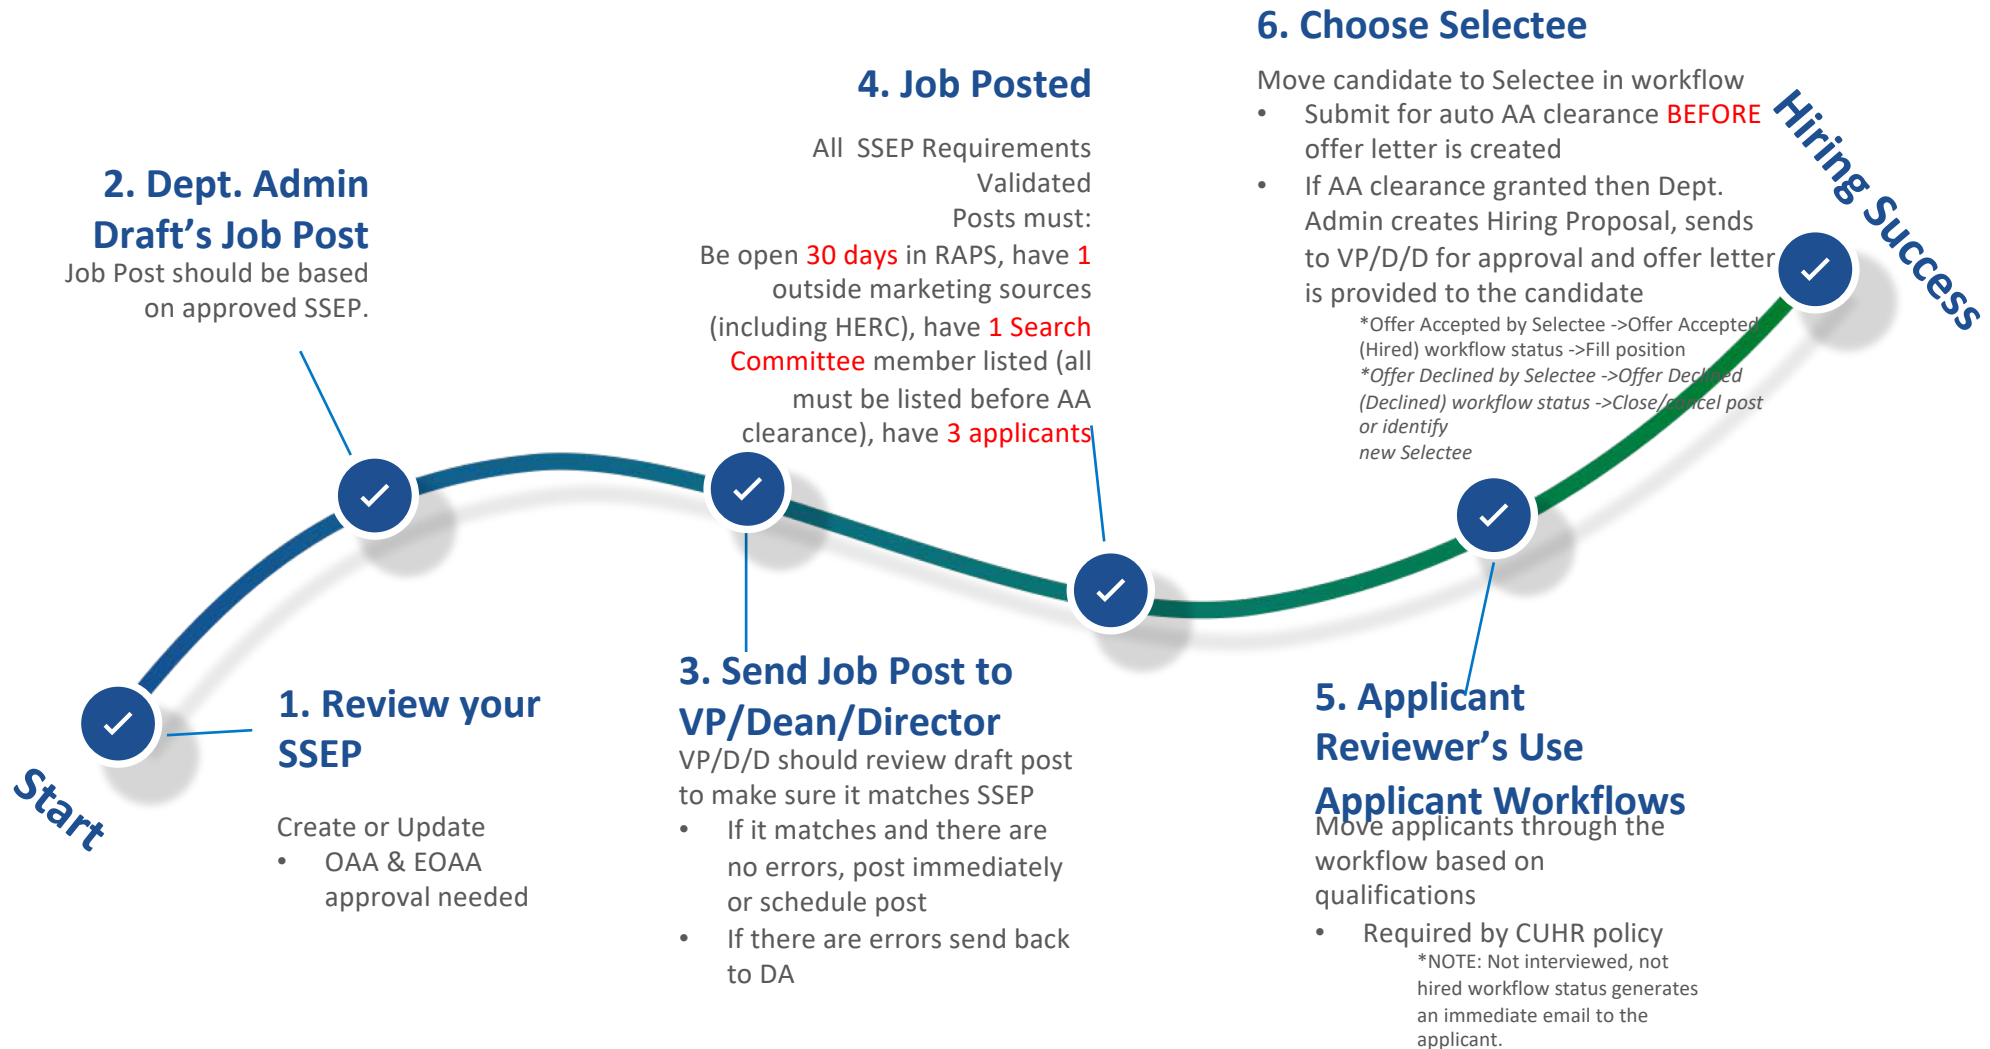 Start
1. Review your
SSEP
Create or Update
• OAA & EOAA
approval needed
2. Dept. Admin
Draft’s Job Post
Job Post should be based
on approved SSEP.
3. Send Job Post to
VP/Dean/Director
VP/D/D should review draft post
to make sure it matches SSEP
• If it matches and there are
no errors, post immediately
or schedule post
• If there are errors send back
to DA
4. Job Posted
All SSEP Requirements
Validated
Posts must:
Be open 30 days in RAPS, have 1
outside marketing sources
(including HERC), have 1 Search
Committee member listed (all
must be listed before AA
clearance), have 3 applicants
5. Applicant
Reviewer’s Use
Applicant Workflows
Move applicants through the
workflow based on
qualifications
• Required by CUHR policy
*NOTE: Not interviewed, not
hired workflow status generates
an immediate email to the
applicant.
6. Choose Selectee
Move candidate to Selectee in workflow
• Submit for auto AA clearance BEFORE
offer letter is created
• If AA clearance granted then Dept.
Admin creates Hiring Proposal, sends
to VP/D/D for approval and offer letter
is provided to the candidate
*Offer Accepted by Selectee ->Offer Accepted
(Hired) workflow status ->Fill position
*Offer Declined by Selectee ->Offer Declined
(Declined) workflow status ->Close/cancel post
or identify
new Selectee
Hiring Success